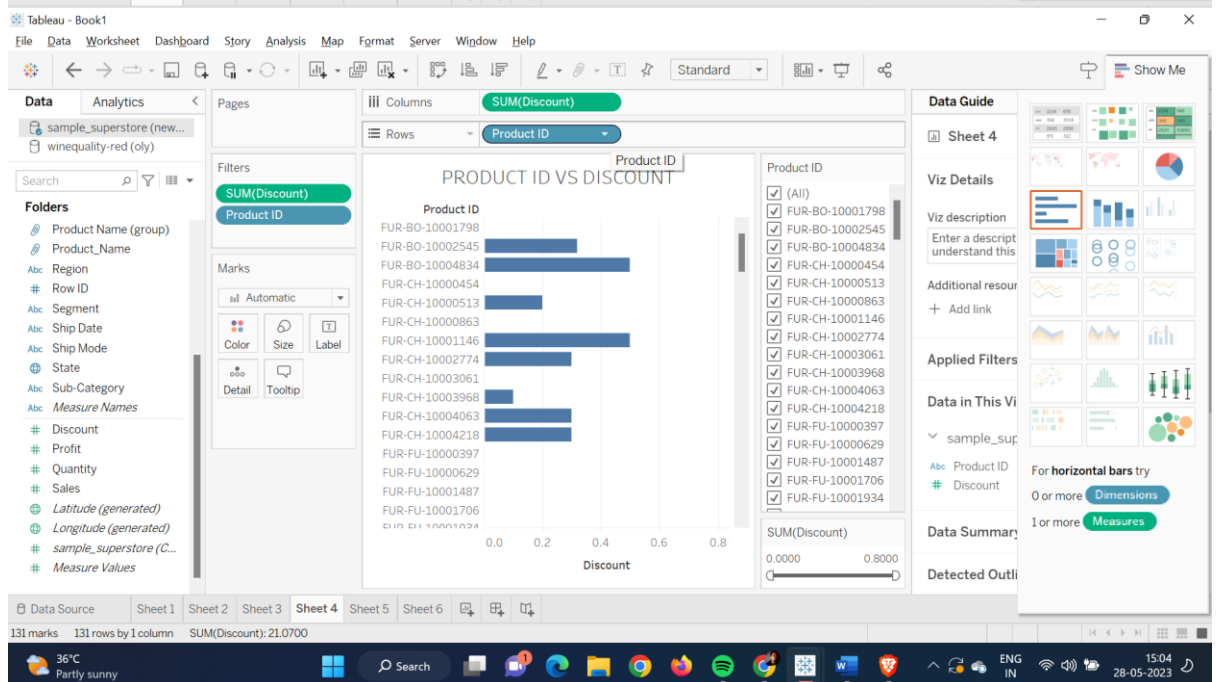 Tableau - Book1
File Data Worksheet Dashboard Story Analysis Map Format Server Window Help
Standard
Show Me
Data Analytics
sample_superstore (new...
winequality-red (oly)
Search
Folders
Product Name (group)
Product_Name
Abc Region
# Row ID
Abc Segment
Abc Ship Date
Abc Ship Mode
State
Abc Sub-Category
Abc Measure Names
# Discount
# Profit
# Quantity
# Sales
Latitude (generated)
Longitude (generated)
# sample_superstore (C...
# Measure Values
Pages
Filters
SUM(Discount)
Product ID
Marks
Automatic
Color Size Label
Detail Tooltip
iii Columns SUM(Discount)
Rows Product ID
Product ID
PRODUCT ID VS DISCOUNT
Product ID
FUR-BO-10001798
FUR-BO-10002545
FUR-BO-10004834
FUR-CH-10000454
FUR-CH-10000513
FUR-CH-10000863
FUR-CH-10001146
FUR-CH-10002774
FUR-CH-10003061
FUR-CH-10003968
FUR-CH-10004063
FUR-CH-10004218
FUR-FU-10000397
FUR-FU-10000629
FUR-FU-10001487
FUR-FU-10001706
FUR-FU-10001934
0.0 0.2 0.4 0.6 0.8
Discount
Product ID
(All)
FUR-BO-10001798
FUR-BO-10002545
FUR-BO-10004834
FUR-CH-10000454
FUR-CH-10000513
FUR-CH-10000863
FUR-CH-10001146
FUR-CH-10002774
FUR-CH-10003061
FUR-CH-10003968
FUR-CH-10004063
FUR-CH-10004218
FUR-FU-10000397
FUR-FU-10000629
FUR-FU-10001487
FUR-FU-10001706
FUR-FU-10001934
SUM(Discount)
0.0000 0.8000
Data Guide
Sheet 4
Viz Details
Viz description
Enter a descript
understand this
Additional resour
+ Add link
Applied Filters
Data in This Vi
sample_sup
Abc Product ID
# Discount
Data Summary
Detected Outli
For horizontal bars try
0 or more Dimensions
1 or more Measures
Data Source Sheet 1 Sheet 2 Sheet 3 Sheet 4 Sheet 5 Sheet 6
131 marks 131 rows by 1 column SUM(Discount): 21.0700
36°C
Partly sunny
Search
1
ENG
IN
15:04
28-05-2023